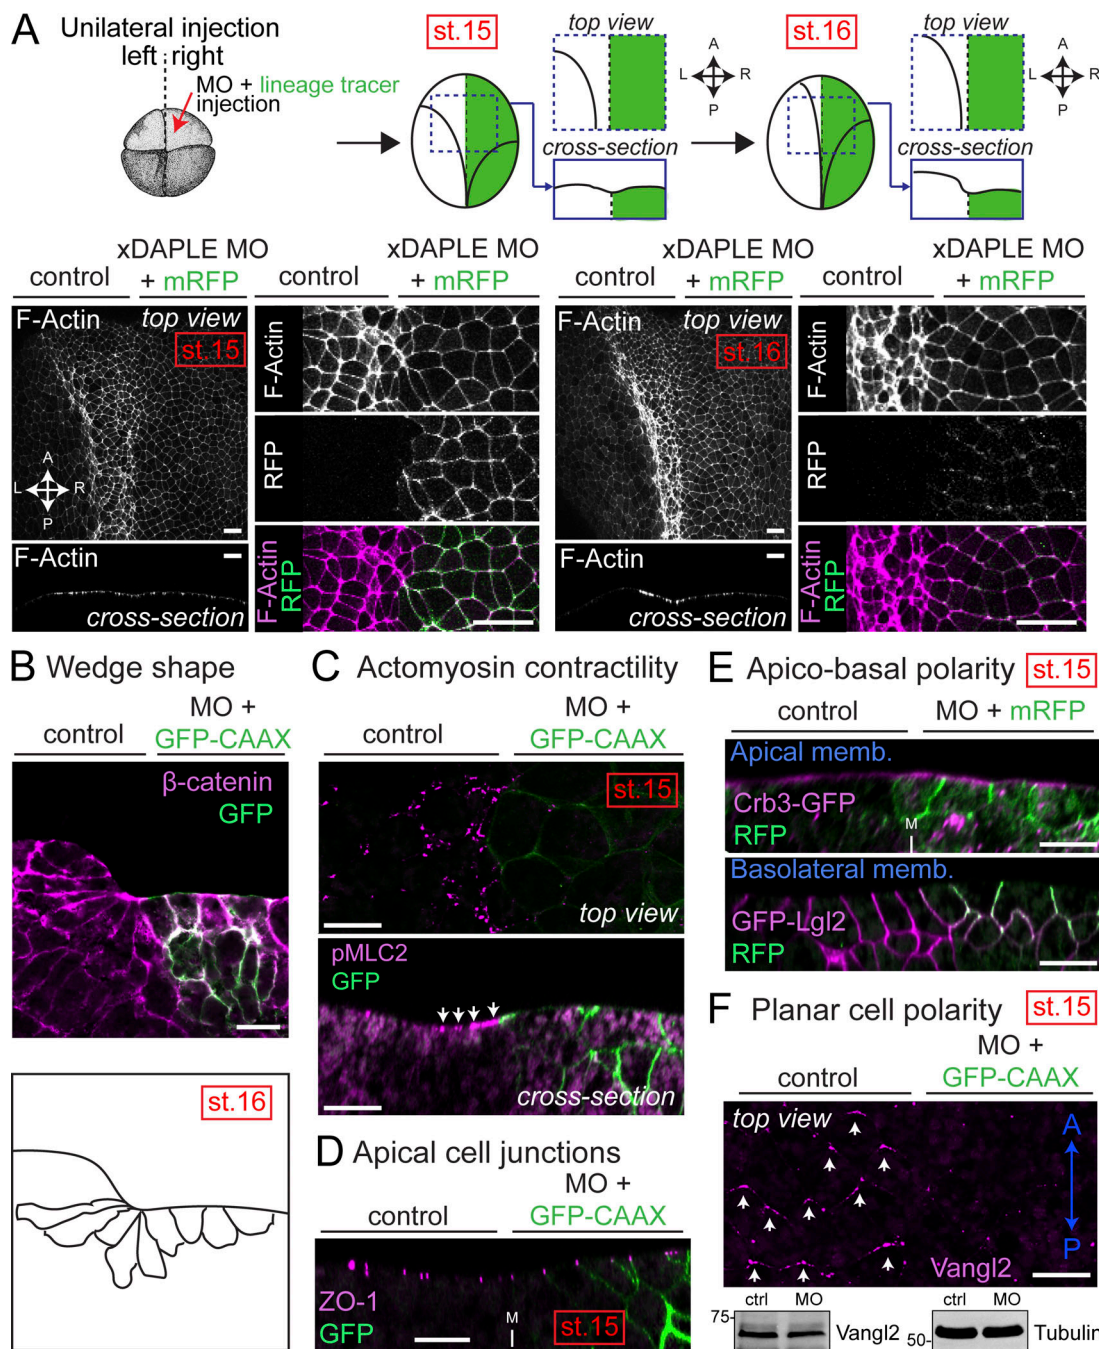 A
Unilateral injection
left right
MO + lineage tracer
injection
st.15
top view
A
L R
P
cross-section
st.16
top view
A
L R
P
cross-section
control
xDAPLE MO
+ mRFP
control
xDAPLE MO
+ mRFP
F-Actin top view
st.15
A
L R
P
F-Actin
cross-section
F-Actin
RFP
F-Actin
RFP
control
xDAPLE MO
+ mRFP
control
xDAPLE MO
+ mRFP
F-Actin top view
st.16
F-Actin
cross-section
F-Actin
RFP
F-Actin
RFP
B Wedge shape
control
MO +
GFP-CAAX
β-catenin
GFP
st.16
C Actomyosin contractility
control
MO +
GFP-CAAX
st.15
top view
pMLC2
GFP
cross-section
D Apical cell junctions
control
MO +
GFP-CAAX
ZO-1
GFP
M
st.15
E Apico-basal polarity st.15
control
MO + mRFP
Apical memb.
Crb3-GFP
RFP
M
Basolateral memb.
GFP-Lgl2
RFP
F Planar cell polarity st.15
control
MO +
GFP-CAAX
top view
A
P
Vangl2
ctrl MO
75-
Vangl2
ctrl MO
50-
Tubulin